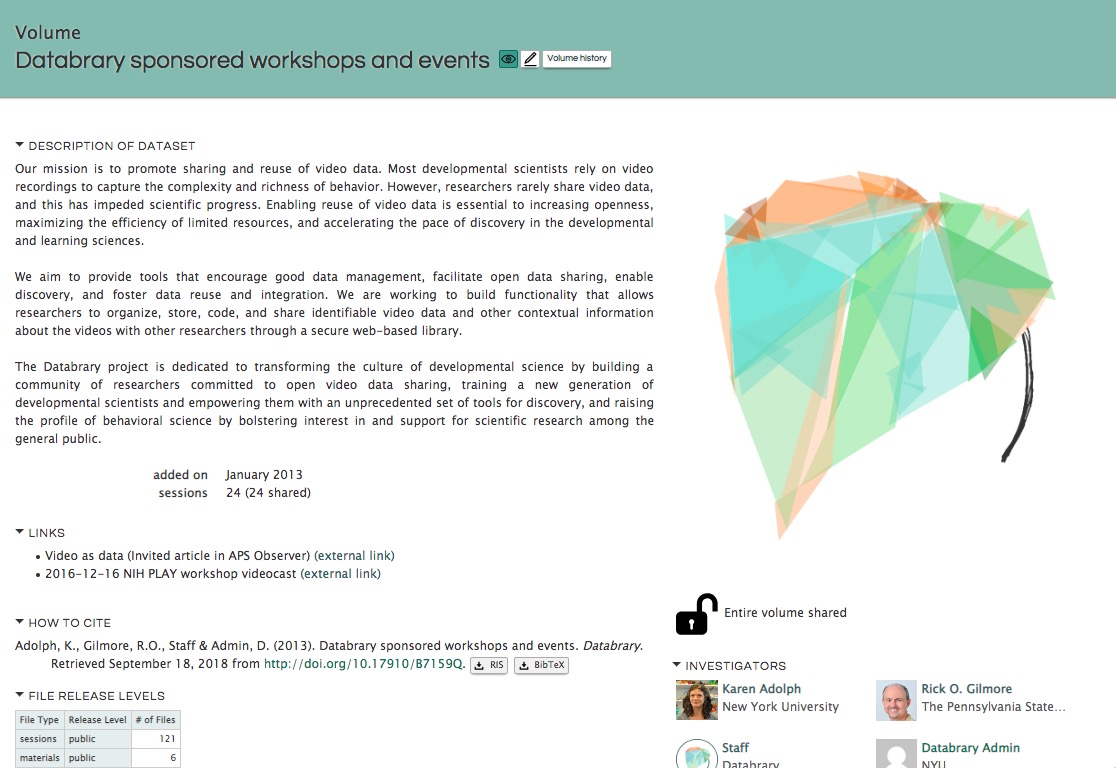 Volume
Databrary sponsored workshops and events
Volume history
DESCRIPTION OF DATASET
Our mission is to promote sharing and reuse of video data. Most developmental scientists rely on video
recordings to capture the complexity and richness of behavior. However, researchers rarely share video data,
and this has impeded scientific progress. Enabling reuse of video data is essential to increasing openness,
maximizing the efficiency of limited resources, and accelerating the pace of discovery in the developmental
and learning sciences.
We aim to provide tools that encourage good data management, facilitate open data sharing, enable
discovery, and foster data reuse and integration. We are working to build functionality that allows
researchers to organize, store, code, and share identifiable video data and other contextual information
about the videos with other researchers through a secure web-based library.
The Databrary project is dedicated to transforming the culture of developmental science by building a
community of researchers committed to open video data sharing, training a new generation of
developmental scientists and empowering them with an unprecedented set of tools for discovery, and raising
the profile of behavioral science by bolstering interest in and support for scientific research among the
general public.
added on January 2013
sessions 24 (24 shared)
LINKS
• Video as data (Invited article in APS Observer) (external link)
• 2016-12-16 NIH PLAY workshop videocast (external link)
HOW TO CITE
Adolph, K., Gilmore, R.O., Staff & Admin, D. (2013). Databrary sponsored workshops and events. Databrary.
Retrieved September 18, 2018 from http://doi.org/10.17910/B7159Q. RIS BibTeX
FILE RELEASE LEVELS
File Type Release Level # of Files
sessions public 121
materials public 6
Entire volume shared
INVESTIGATORS
Karen Adolph
New York University
Rick O. Gilmore
The Pennsylvania State…
Staff
Databrary
Databrary Admin
NYU